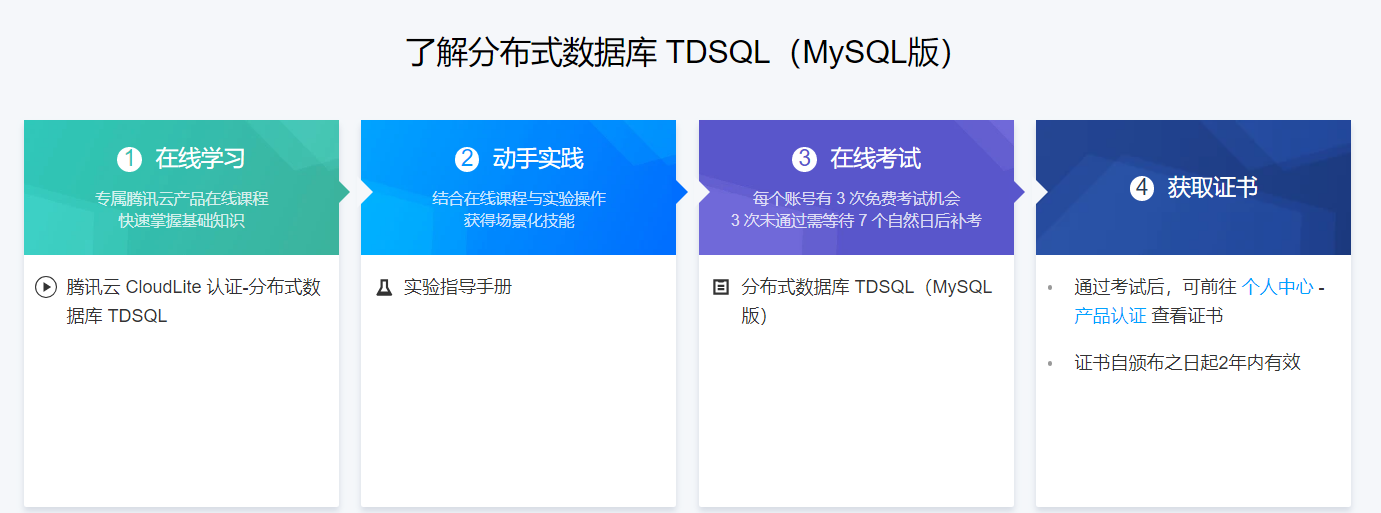 了解分布式数据库 TDSQL（MySQL版）
1 在线学习
专属腾讯云产品在线课程
快速掌握基础知识
腾讯云 CloudLite 认证-分布式数
据库 TDSQL
2 动手实践
结合在线课程与实验操作
获得场景化技能
实验指导手册
3 在线考试
每个账号有 3 次免费考试机会
3 次未通过需等待 7 个自然日后补考
分布式数据库 TDSQL（MySQL
版）
4 获取证书
通过考试后，可前往 个人中心 -
产品认证 查看证书
证书自颁布之日起2年内有效